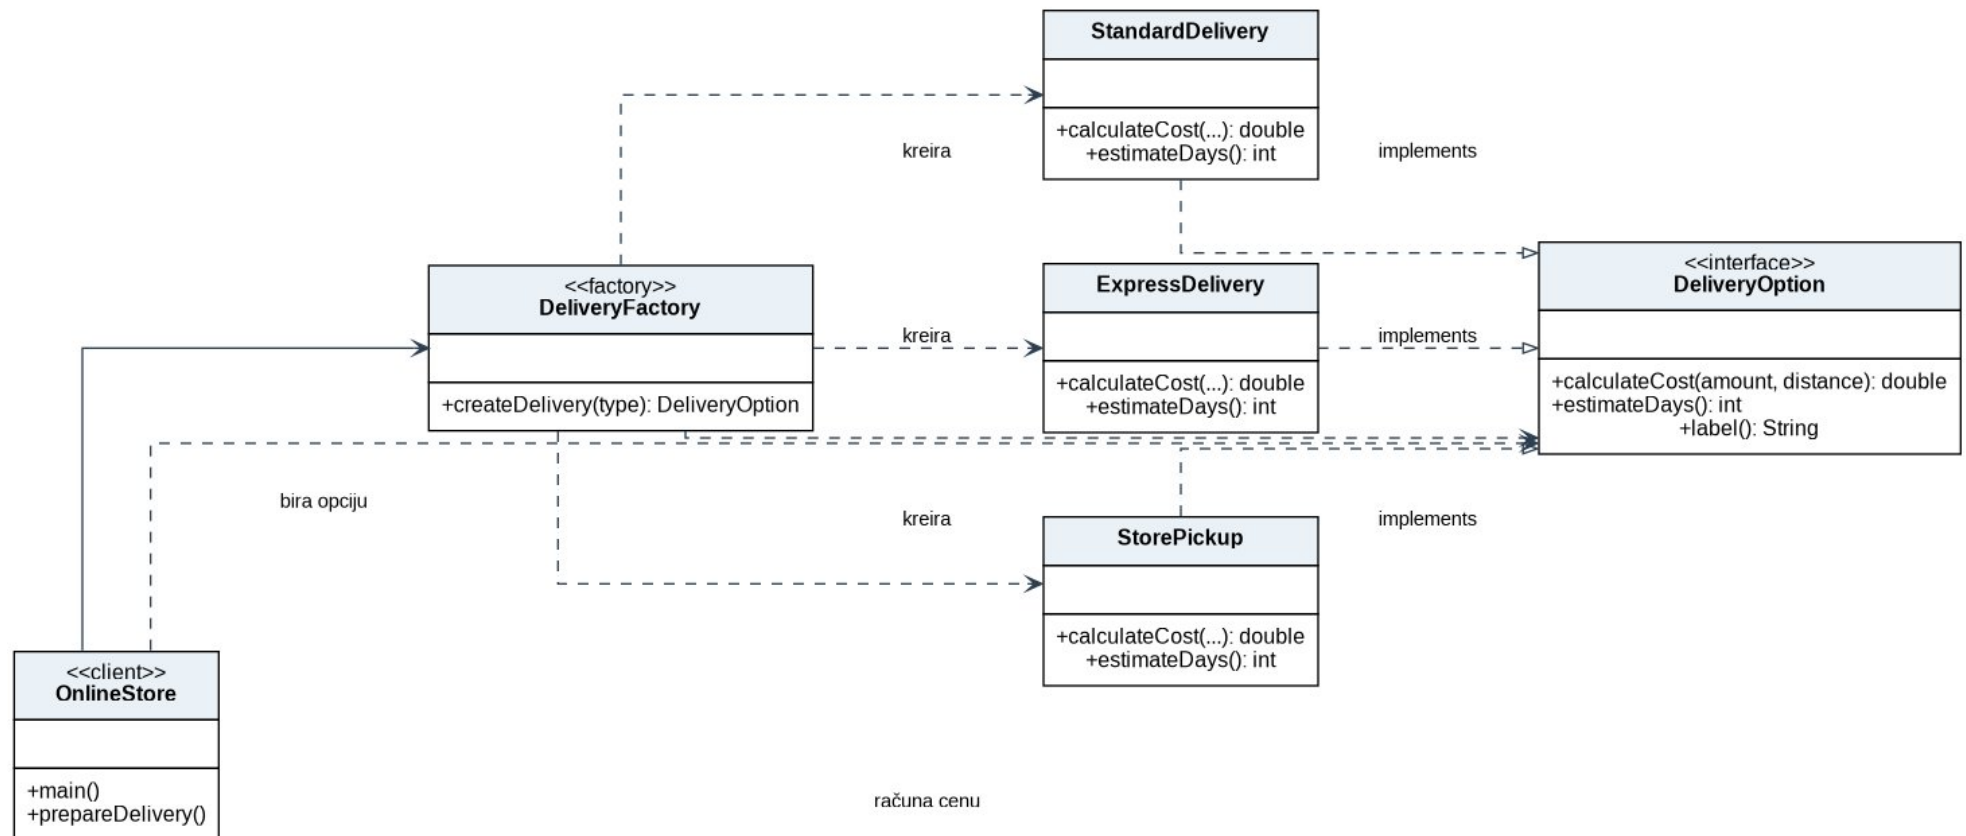 StandardDelivery
+calculateCost(...): double
+estimateDays(): int
kreira
implements
<<factory>>
DeliveryFactory
+createDelivery(type): DeliveryOption
kreira
ExpressDelivery
+calculateCost(...): double
+estimateDays(): int
implements
<<interface>>
DeliveryOption
+calculateCost(amount, distance): double
+estimateDays(): int
+label(): String
bira opciju
kreira
StorePickup
+calculateCost(...): double
+estimateDays(): int
implements
<<client>>
OnlineStore
+main()
+prepareDelivery()
računa cenu